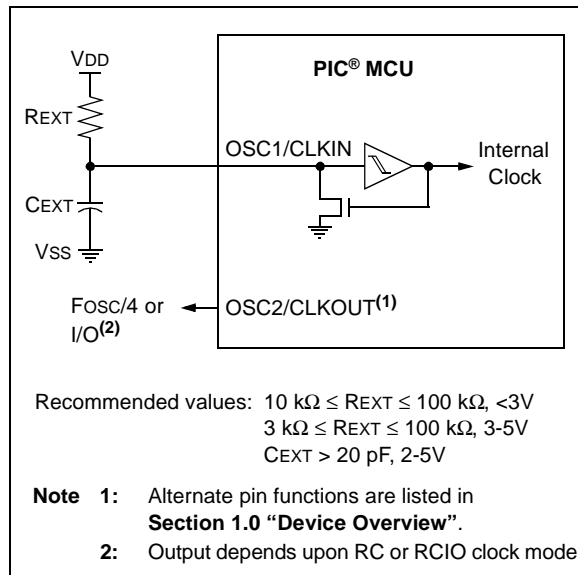 VDD
PIC® MCU
REXT
OSC1/CLKIN
Internal
Clock
CEXT
VSS
FOSC/4 or
I/O(2)
OSC2/CLKOUT(1)
Recommended values: 10 kΩ ≤ REXT ≤ 100 kΩ, <3V
3 kΩ ≤ REXT ≤ 100 kΩ, 3-5V
CEXT > 20 pF, 2-5V
Note 1: Alternate pin functions are listed in
Section 1.0 “Device Overview”.
2: Output depends upon RC or RCIO clock mode